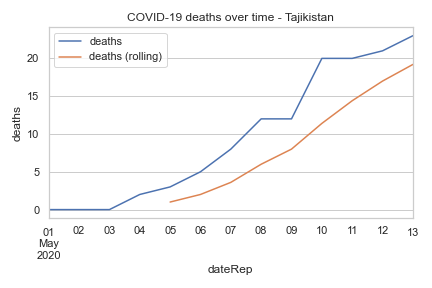 COVID-19 deaths over time - Tajikistan
deaths
deaths (rolling)
20
15
10
5
0
deaths
01 02 03 04 05 06 07 08 09 10 11 12 13
May
2020
dateRep